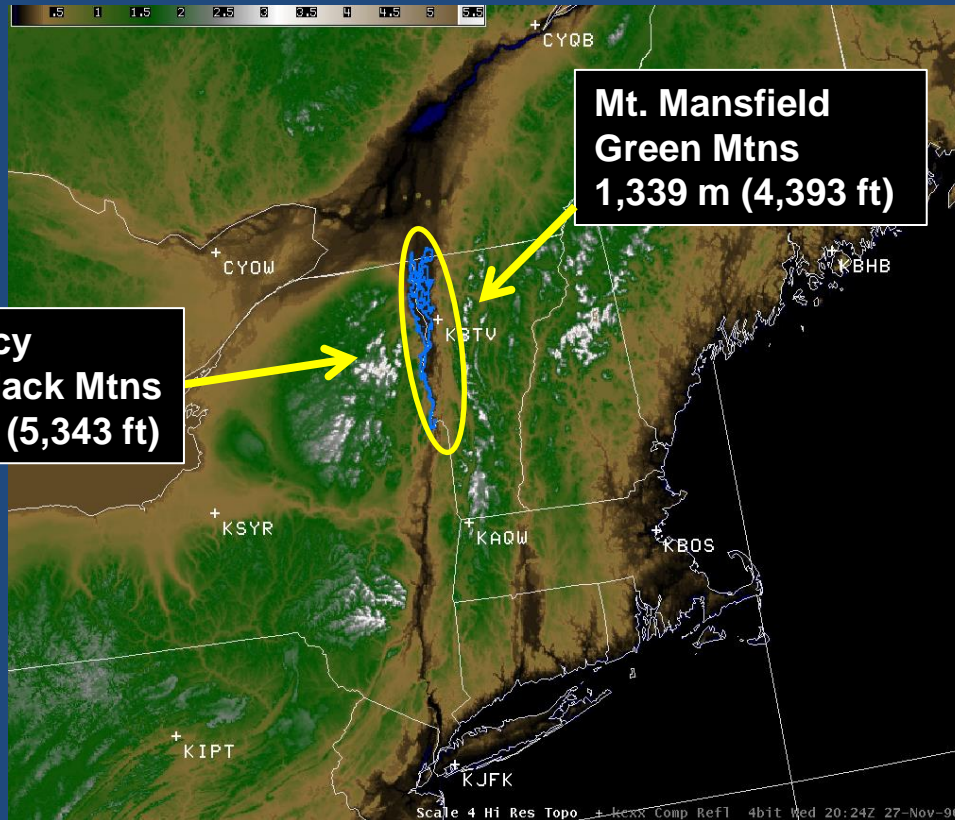 .5 1 1.5 2 2.5 3 3.5 4 4.5 5 5.5
CYQB
Mt. Mansfield
Green Mtns
1,339 m (4,393 ft)
CYOW
KBHB
KBTV
cy
ack Mtns
(5,343 ft)
KSYR
KAQW
KBOS
KIPT
KJFK
Scale 4 Hi Res Topo + kcxx Comp Refl 4bit Wed 20:24Z 27-Nov-9